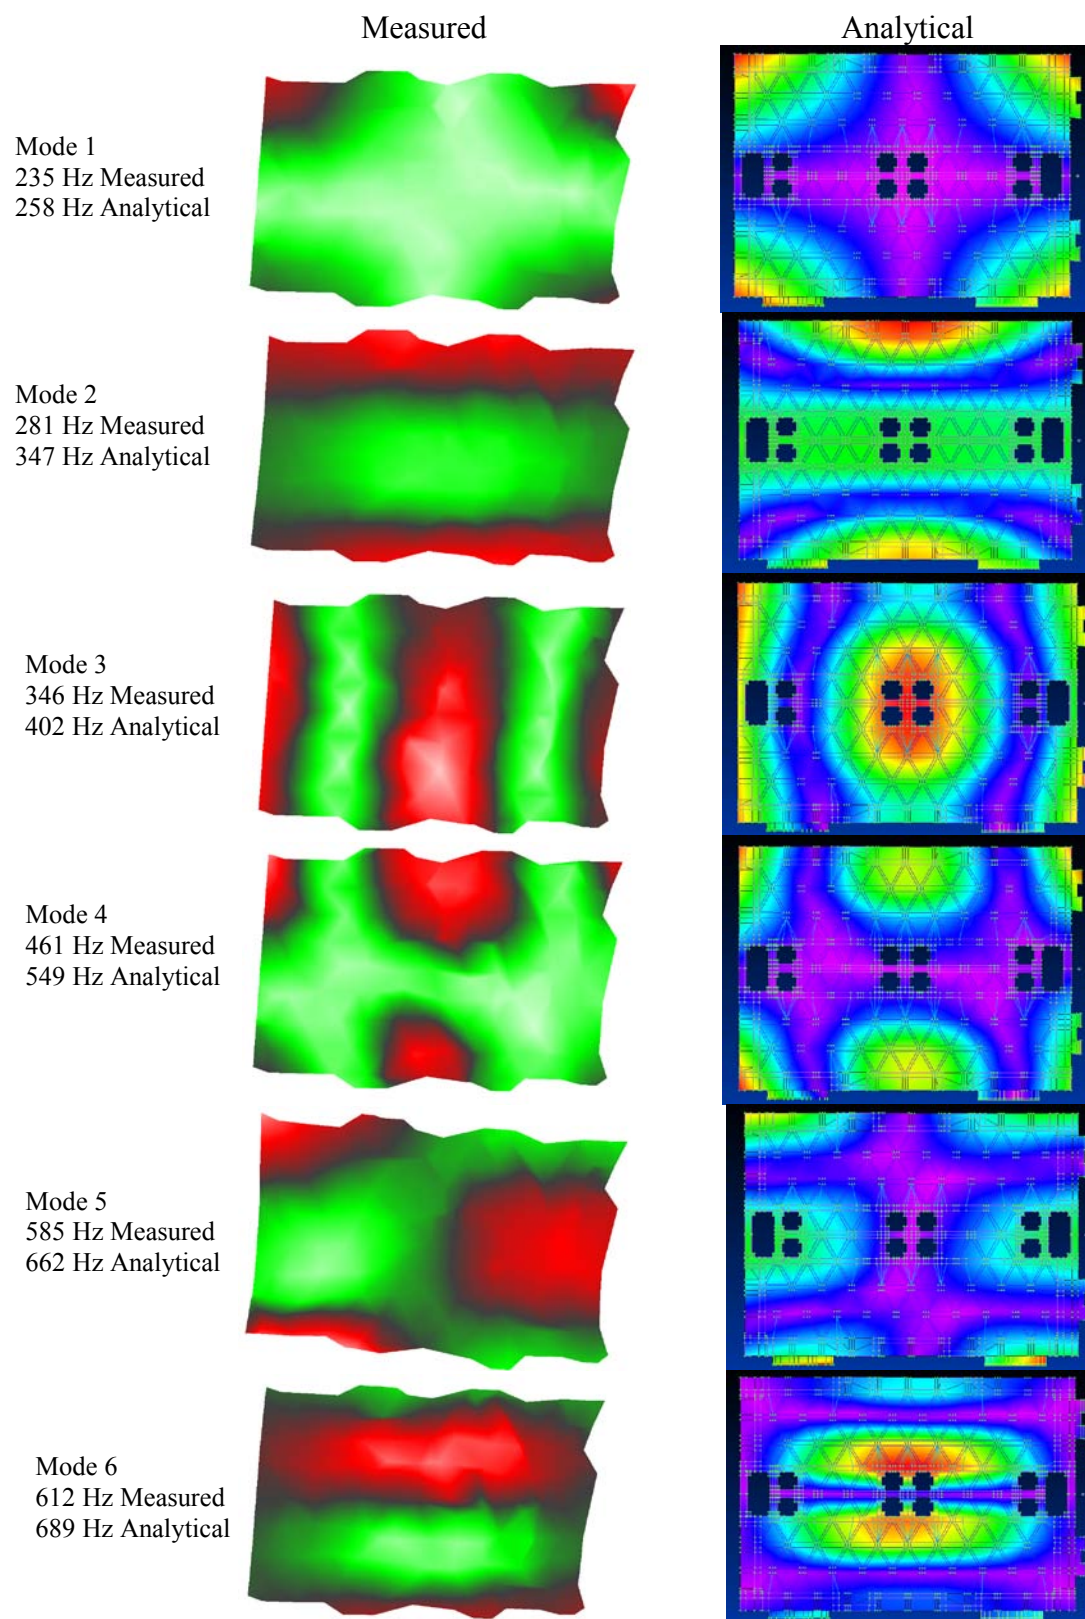 Measured
Analytical
Mode 1
235 Hz Measured
258 Hz Analytical
Mode 2
281 Hz Measured
347 Hz Analytical
Mode 3
346 Hz Measured
402 Hz Analytical
Mode 4
461 Hz Measured
549 Hz Analytical
Mode 5
585 Hz Measured
662 Hz Analytical
Mode 6
612 Hz Measured
689 Hz Analytical